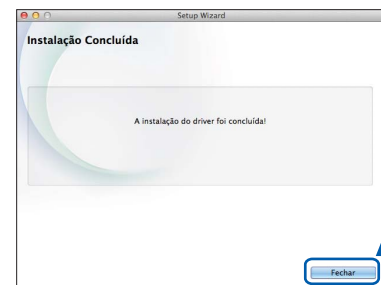 Setup Wizard
Instalação Concluída
A instalação do driver foi concluída!
Fechar